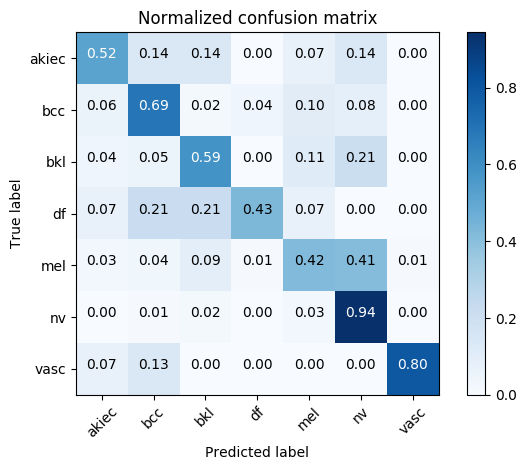 Normalized confusion matrix
akiec 0.52 0.14 0.14 0.00 0.07 0.14 0.00
bcc 0.06 0.69 0.02 0.04 0.10 0.08 0.00
bkl 0.04 0.05 0.59 0.00 0.11 0.21 0.00
df 0.07 0.21 0.21 0.43 0.07 0.00 0.00
mel 0.03 0.04 0.09 0.01 0.42 0.41 0.01
nv 0.00 0.01 0.02 0.00 0.03 0.94 0.00
vasc 0.07 0.13 0.00 0.00 0.00 0.00 0.80
akiec bcc bkl df mel nv vasc
True label
Predicted label
0.8
0.6
0.4
0.2
0.0